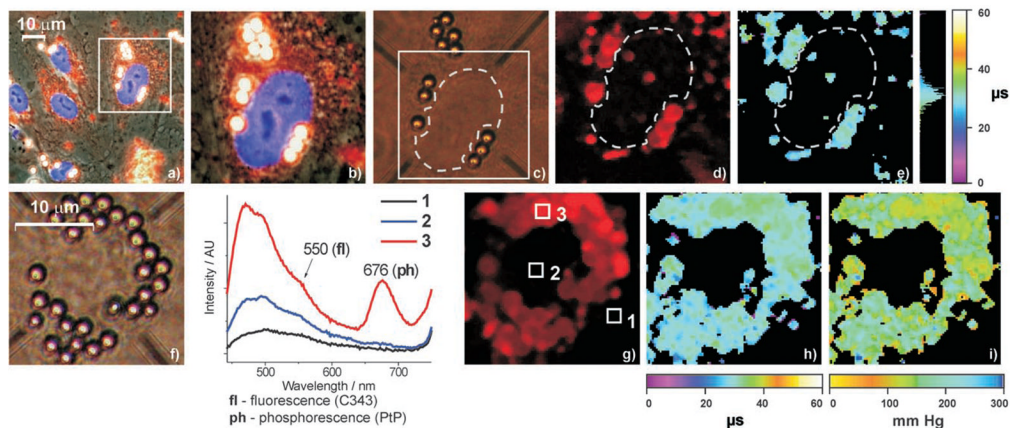 10 μm
a)
b)
c)
d)
e)
60
40
μs
20
0
10 μm
f)
Intensity / AU
1
2
3
550 (fl)
676 (ph)
500
600
700
Wavelength / nm
fl - fluorescence (C343)
ph - phosphorescence (PtP)
3
2
1
g)
h)
i)
0
20
40
60
μs
0
100
200
300
mm Hg